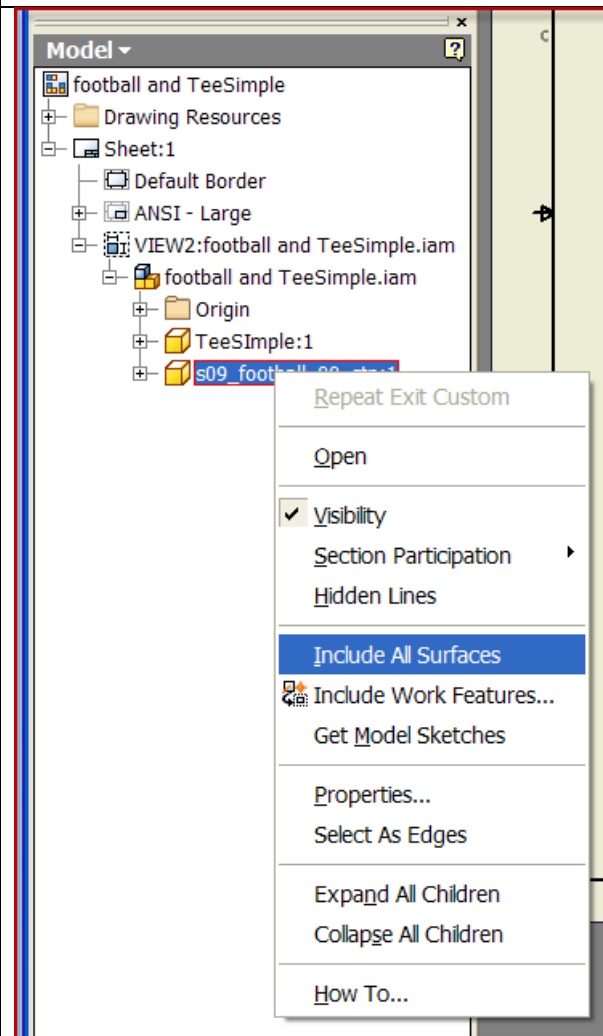 Model
C
football and TeeSimple
Drawing Resources
Sheet:1
Default Border
ANSI - Large
VIEW2:football and TeeSimple.iam
football and TeeSimple.iam
Origin
TeeSImple:1
Repeat Exit Custom
Open
Visibility
Section Participation
Hidden Lines
Include All Surfaces
Include Work Features...
Get Model Sketches
Properties...
Select As Edges
Expand All Children
Collapse All Children
How To...